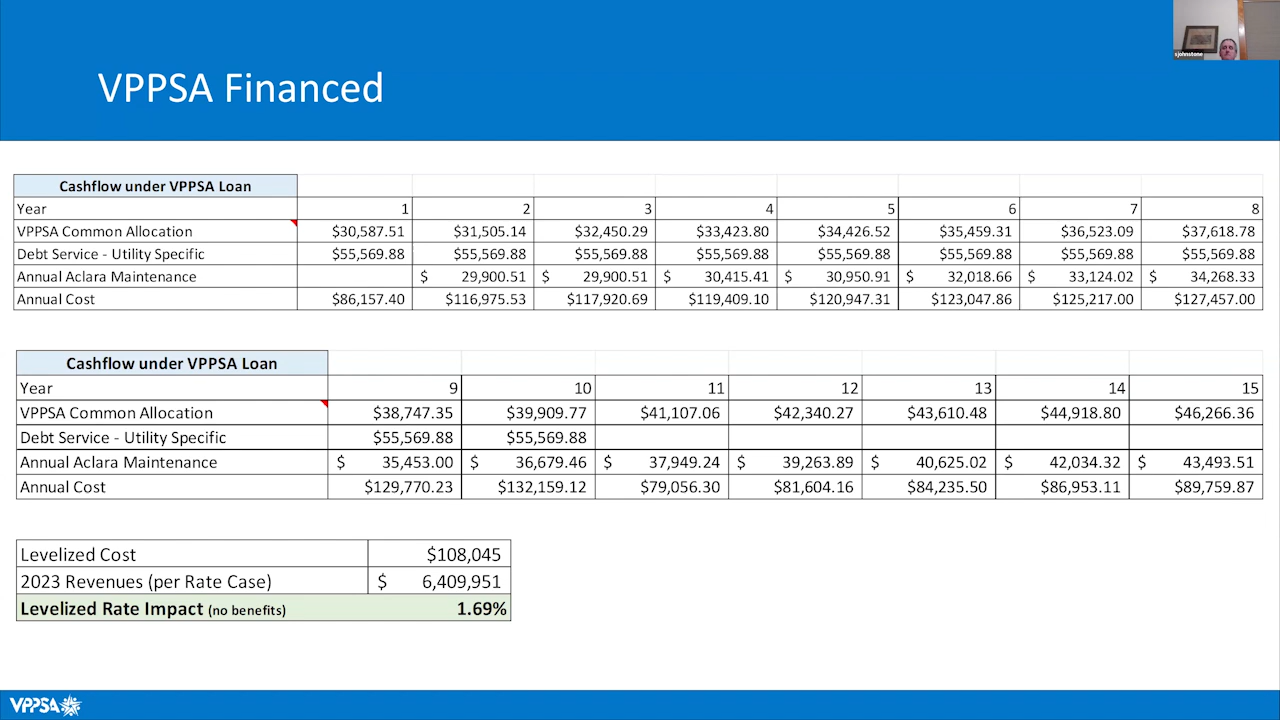 sjohnstone
VPPSA Financed
Cashflow under VPPSA Loan
Year 1 2 3 4 5 6 7 8
VPPSA Common Allocation $30,587.51 $31,505.14 $32,450.29 $33,423.80 $34,426.52 $35,459.31 $36,523.09 $37,618.78
Debt Service - Utility Specific $55,569.88 $55,569.88 $55,569.88 $55,569.88 $55,569.88 $55,569.88 $55,569.88 $55,569.88
Annual Aclara Maintenance $ 29,900.51 $ 29,900.51 $ 30,415.41 $ 30,950.91 $ 32,018.66 $ 33,124.02 $ 34,268.33
Annual Cost $86,157.40 $116,975.53 $117,920.69 $119,409.10 $120,947.31 $123,047.86 $125,217.00 $127,457.00
Cashflow under VPPSA Loan
Year 9 10 11 12 13 14 15
VPPSA Common Allocation $38,747.35 $39,909.77 $41,107.06 $42,340.27 $43,610.48 $44,918.80 $46,266.36
Debt Service - Utility Specific $55,569.88 $55,569.88
Annual Aclara Maintenance $ 35,453.00 $ 36,679.46 $ 37,949.24 $ 39,263.89 $ 40,625.02 $ 42,034.32 $ 43,493.51
Annual Cost $129,770.23 $132,159.12 $79,056.30 $81,604.16 $84,235.50 $86,953.11 $89,759.87
Levelized Cost $108,045
2023 Revenues (per Rate Case) $ 6,409,951
Levelized Rate Impact (no benefits) 1.69%
VPPSA